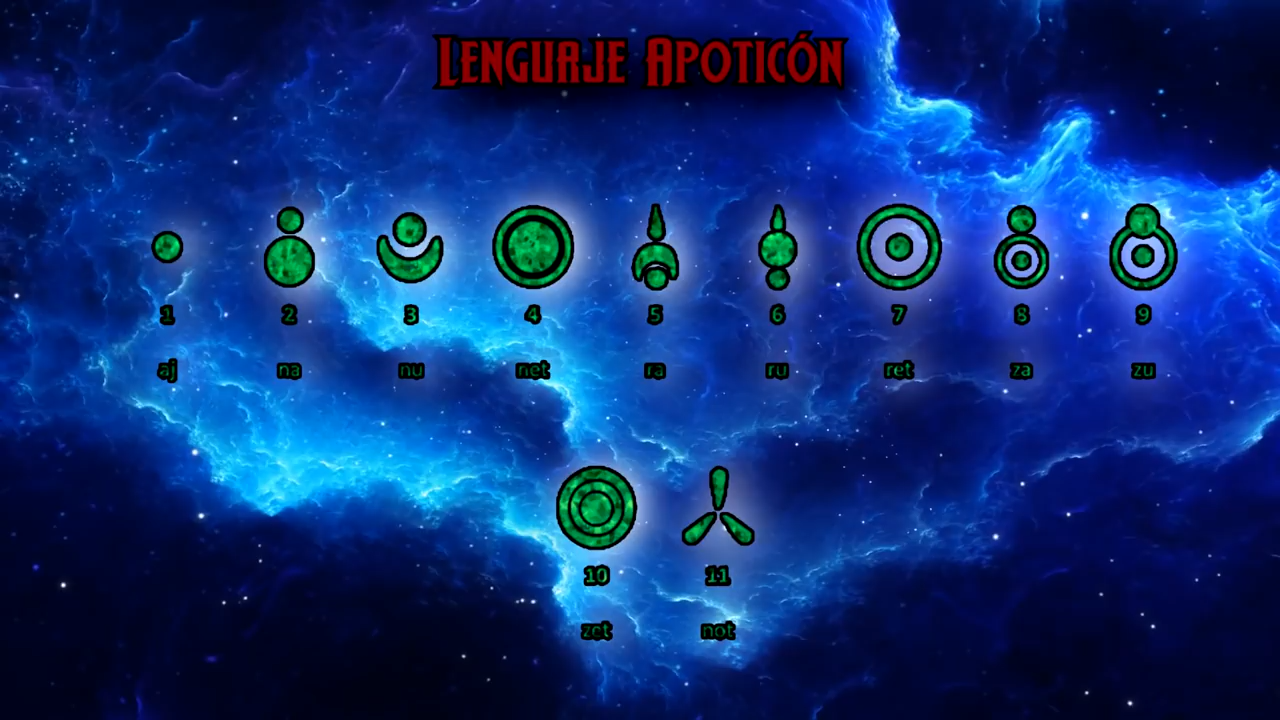 Lenguaje Apoticón
1 2 3 4 5 6 7 8 9
aj na nu net ra ru ret za zu
10 11
zet not